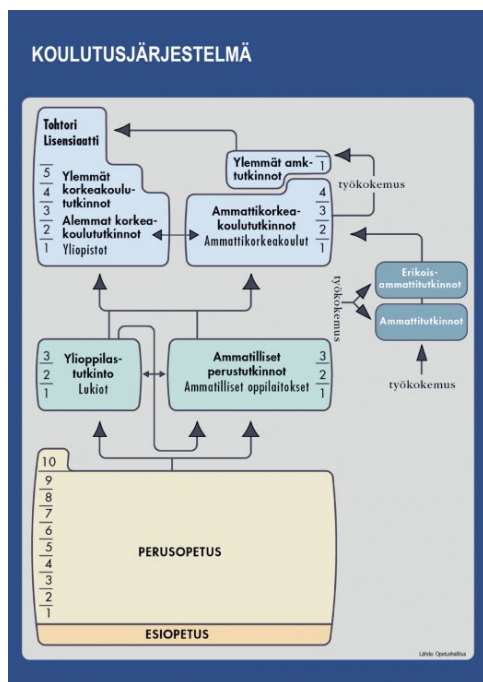 KOULUTUSJÄRJESTELMÄ
Tohtori
Lisensiaatti
5
4
3
2
1
Ylemmät
korkeakoulu-
tutkinnot
Alemmat korkea-
koulututkinnot
Yliopistot
Ylemmät amk-
tutkinnot
1
työkokemus
Ammattikorkea-
koulututkinnot
Ammattikorkeakoulut
4
3
2
1
Erikois-
ammattitutkinnot
Ammattitutkinnot
työkokemus
työkokemus
3
2
1
Ylioppilas-
tutkinto
Lukiot
Ammatilliset
perustutkinnot
Ammatilliset oppilaitokset
3
2
1
10
9
8
7
6
5
4
3
2
1
PERUSOPETUS
ESIOPETUS
Lähde: Opetushallitus